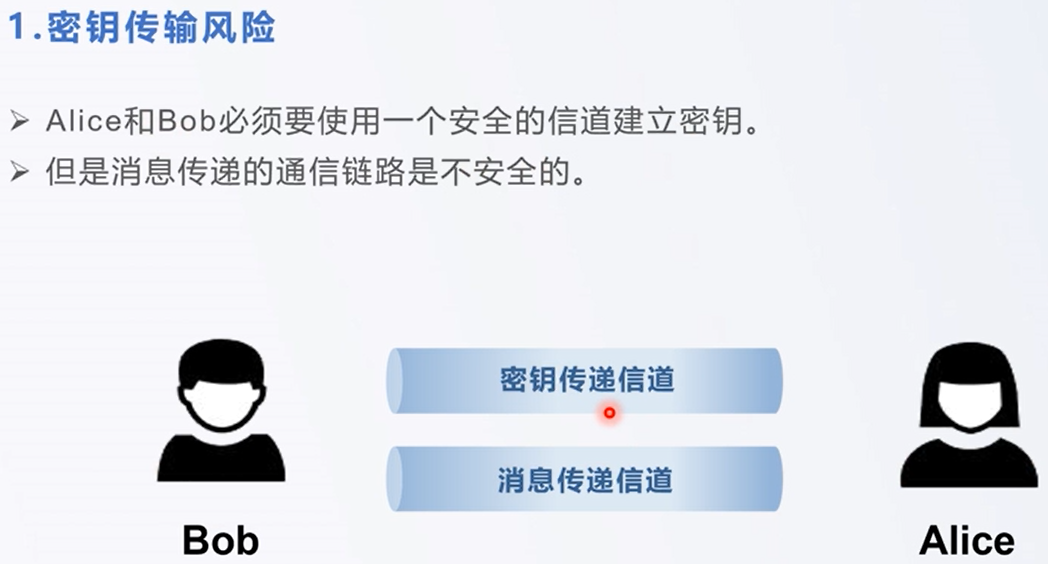 1.密钥传输风险
➢ Alice和Bob必须要使用一个安全的信道建立密钥。
➢ 但是消息传递的通信链路是不安全的。
密钥传递信道
消息传递信道
Bob
Alice